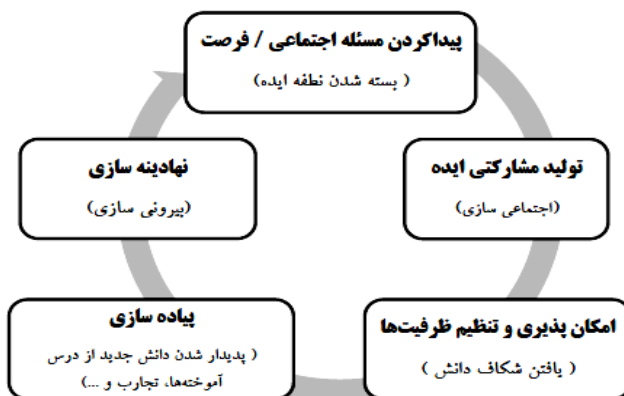 پیداکردن مسئله اجتماعی / فرصت
( بسته شدن نطفه ایده)
تولید مشارکتی ایده
(اجتماعی سازی)
امکان پذیری و تنظیم ظرفیت‌ها
( یافتن شکاف دانش )
پیاده سازی
( پدیدار شدن دانش جدید از درس
آموخته‌ها، تجارب و ...)
نهادینه سازی
(بیرونی سازی)